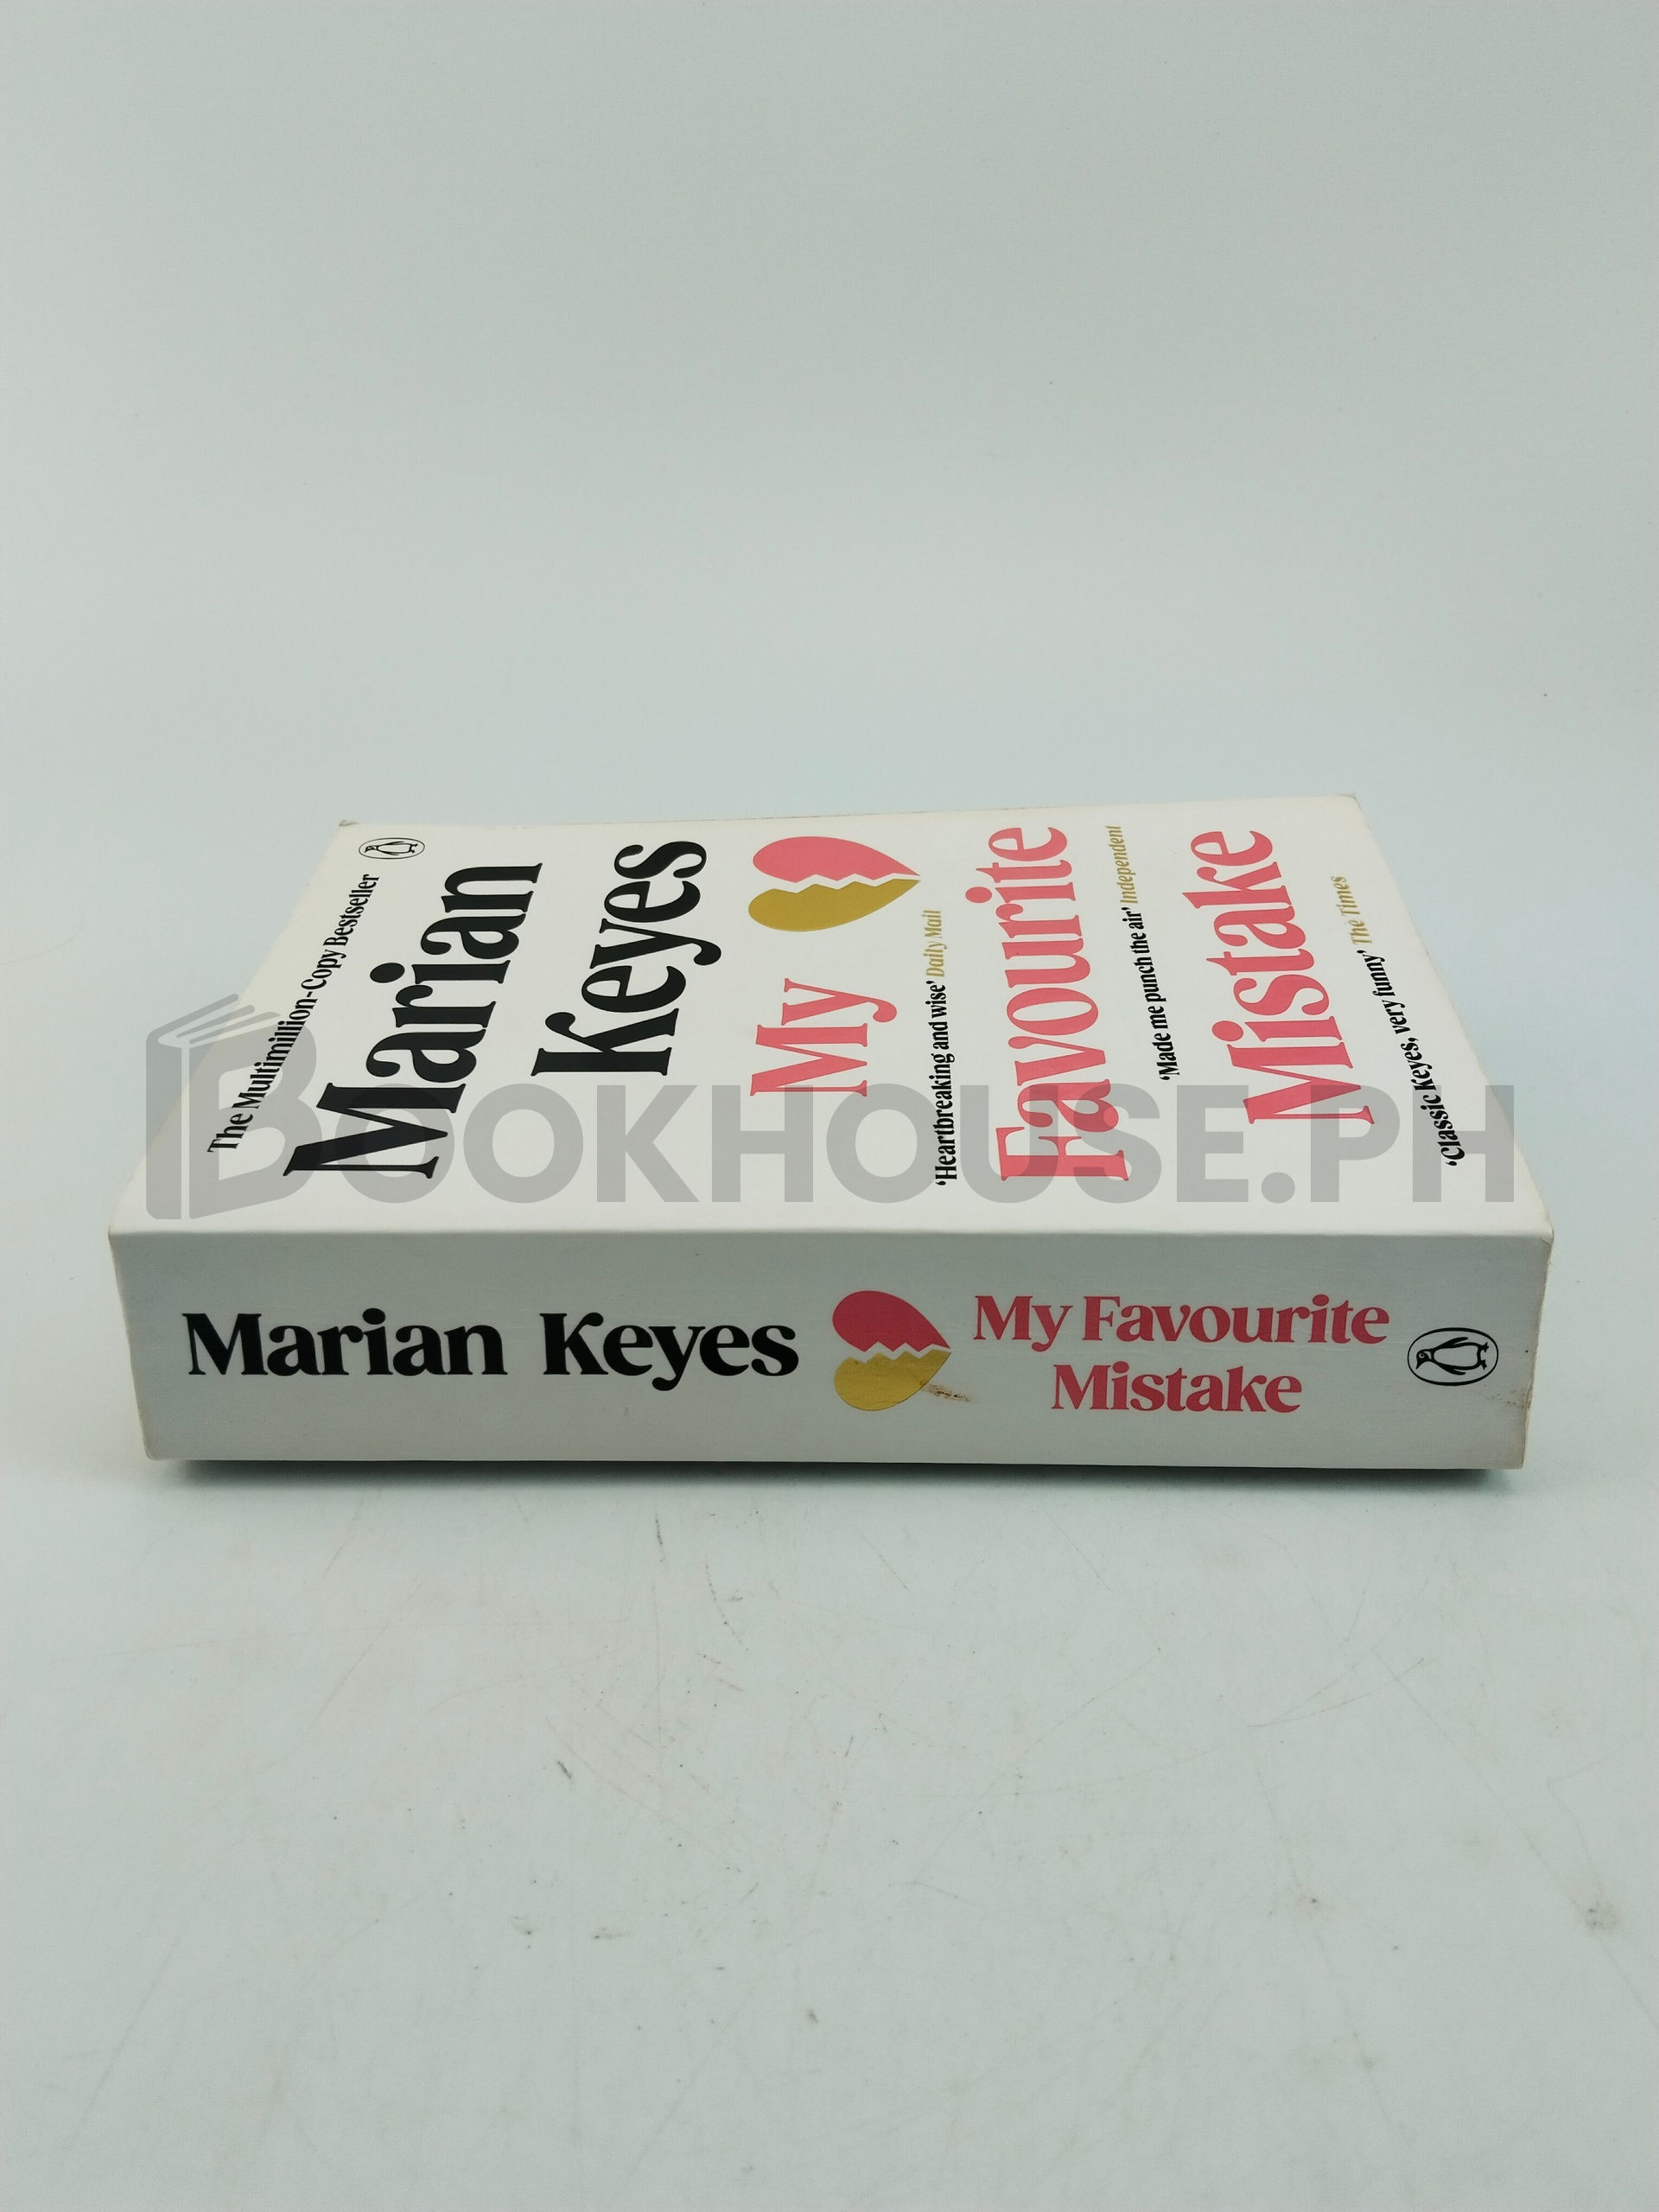 The Multimillion-Copy Bestseller
Marian
Keyes
My
'Heartbreaking and wise' Daily Mail
Favourite
'Made me punch the air' Independent
Mistake
'Classic Keyes, very funny' The Times
BOOKHOUSE.PH
Marian Keyes
My Favourite
Mistake